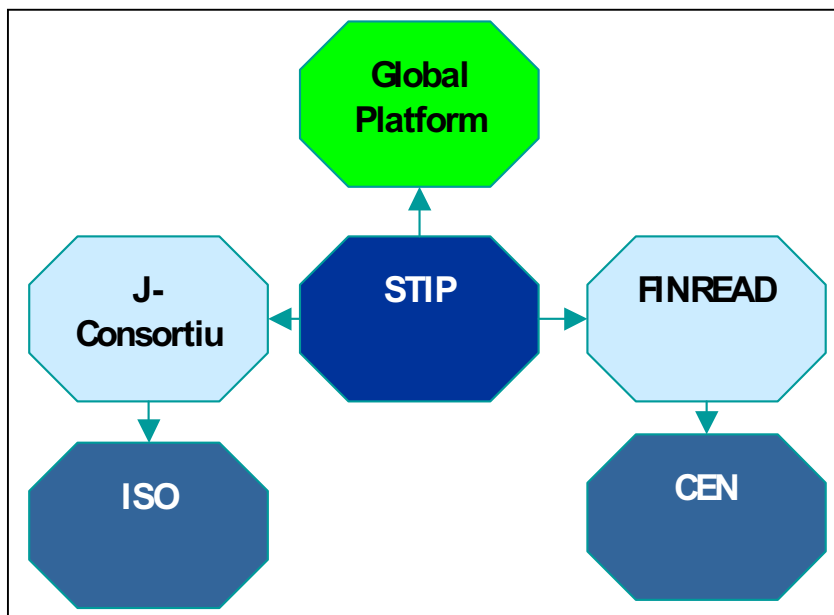 Global
Platform
J-
Consortiu
STIP
FINREAD
ISO
CEN